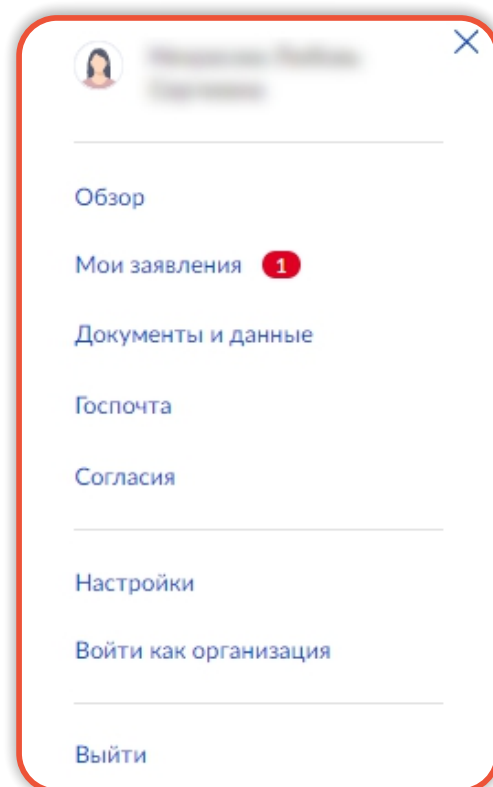 Обзор
Мои заявления 1
Документы и данные
Госпочта
Согласия
Настройки
Войти как организация
Выйти